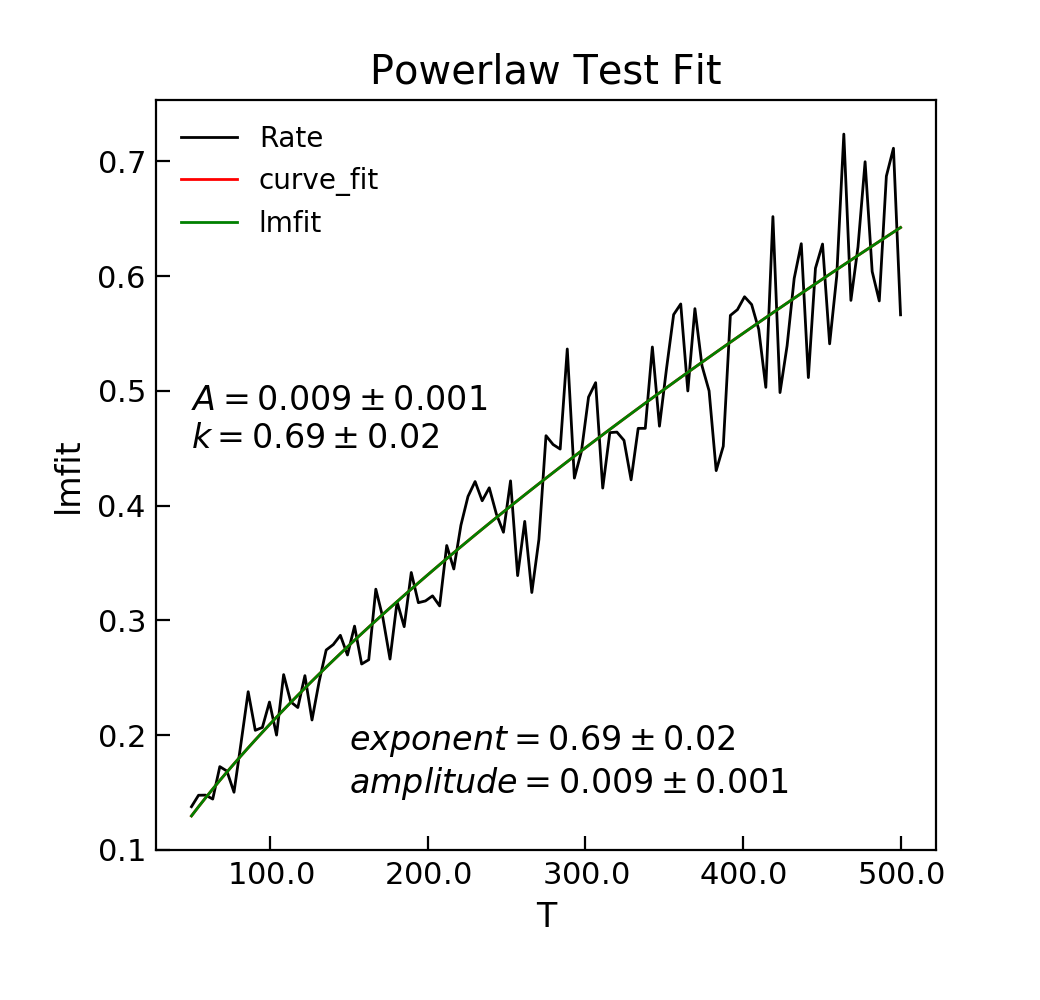 Powerlaw Test Fit
Rate
curve_fit
lmfit
0.7
0.6
0.5
0.4
0.3
0.2
0.1
lmfit
A = 0.009 ± 0.001
k = 0.69 ± 0.02
exponent = 0.69 ± 0.02
amplitude = 0.009 ± 0.001
100.0 200.0 300.0 400.0 500.0
T